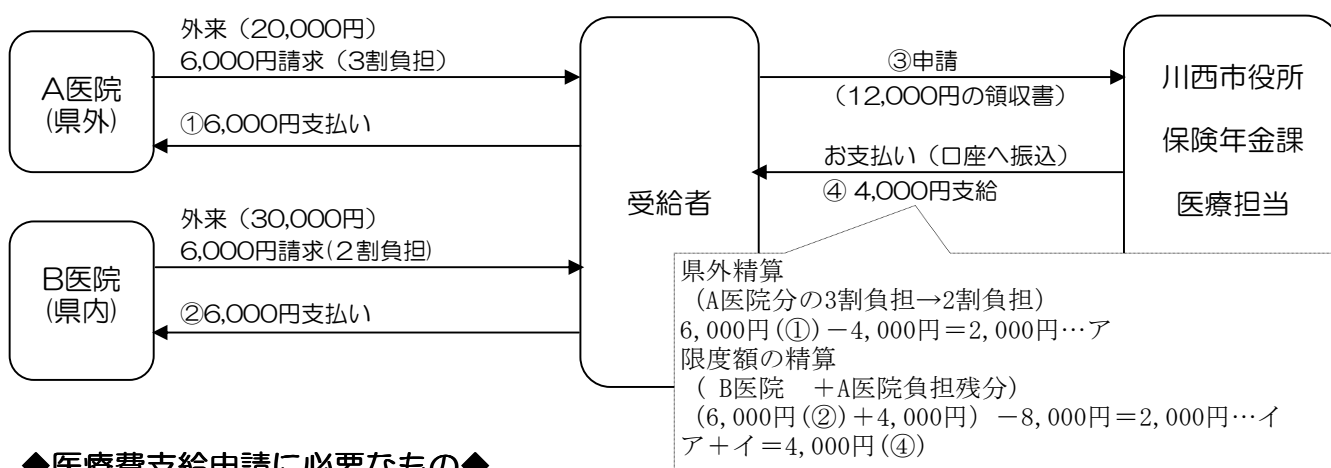 外来（20,000円）
6,000円請求（3割負担）
A医院
(県外)
①6,000円支払い
外来（30,000円）
6,000円請求(２割負担)
B医院
(県内)
②6,000円支払い
受給者
③申請
（12,000円の領収書）
お支払い（口座へ振込）
④ 4,000円支給
川西市役所
保険年金課
医療担当
県外精算
（A医院分の3割負担→2割負担）
6,000円(①)－4,000円＝2,000円…ア
限度額の精算
（ B医院　＋A医院負担残分）
（6,000円(②)＋4,000円）－8,000円＝2,000円…イ
ア＋イ＝4,000円(④)
◆医療費支給申請に必要なもの◆